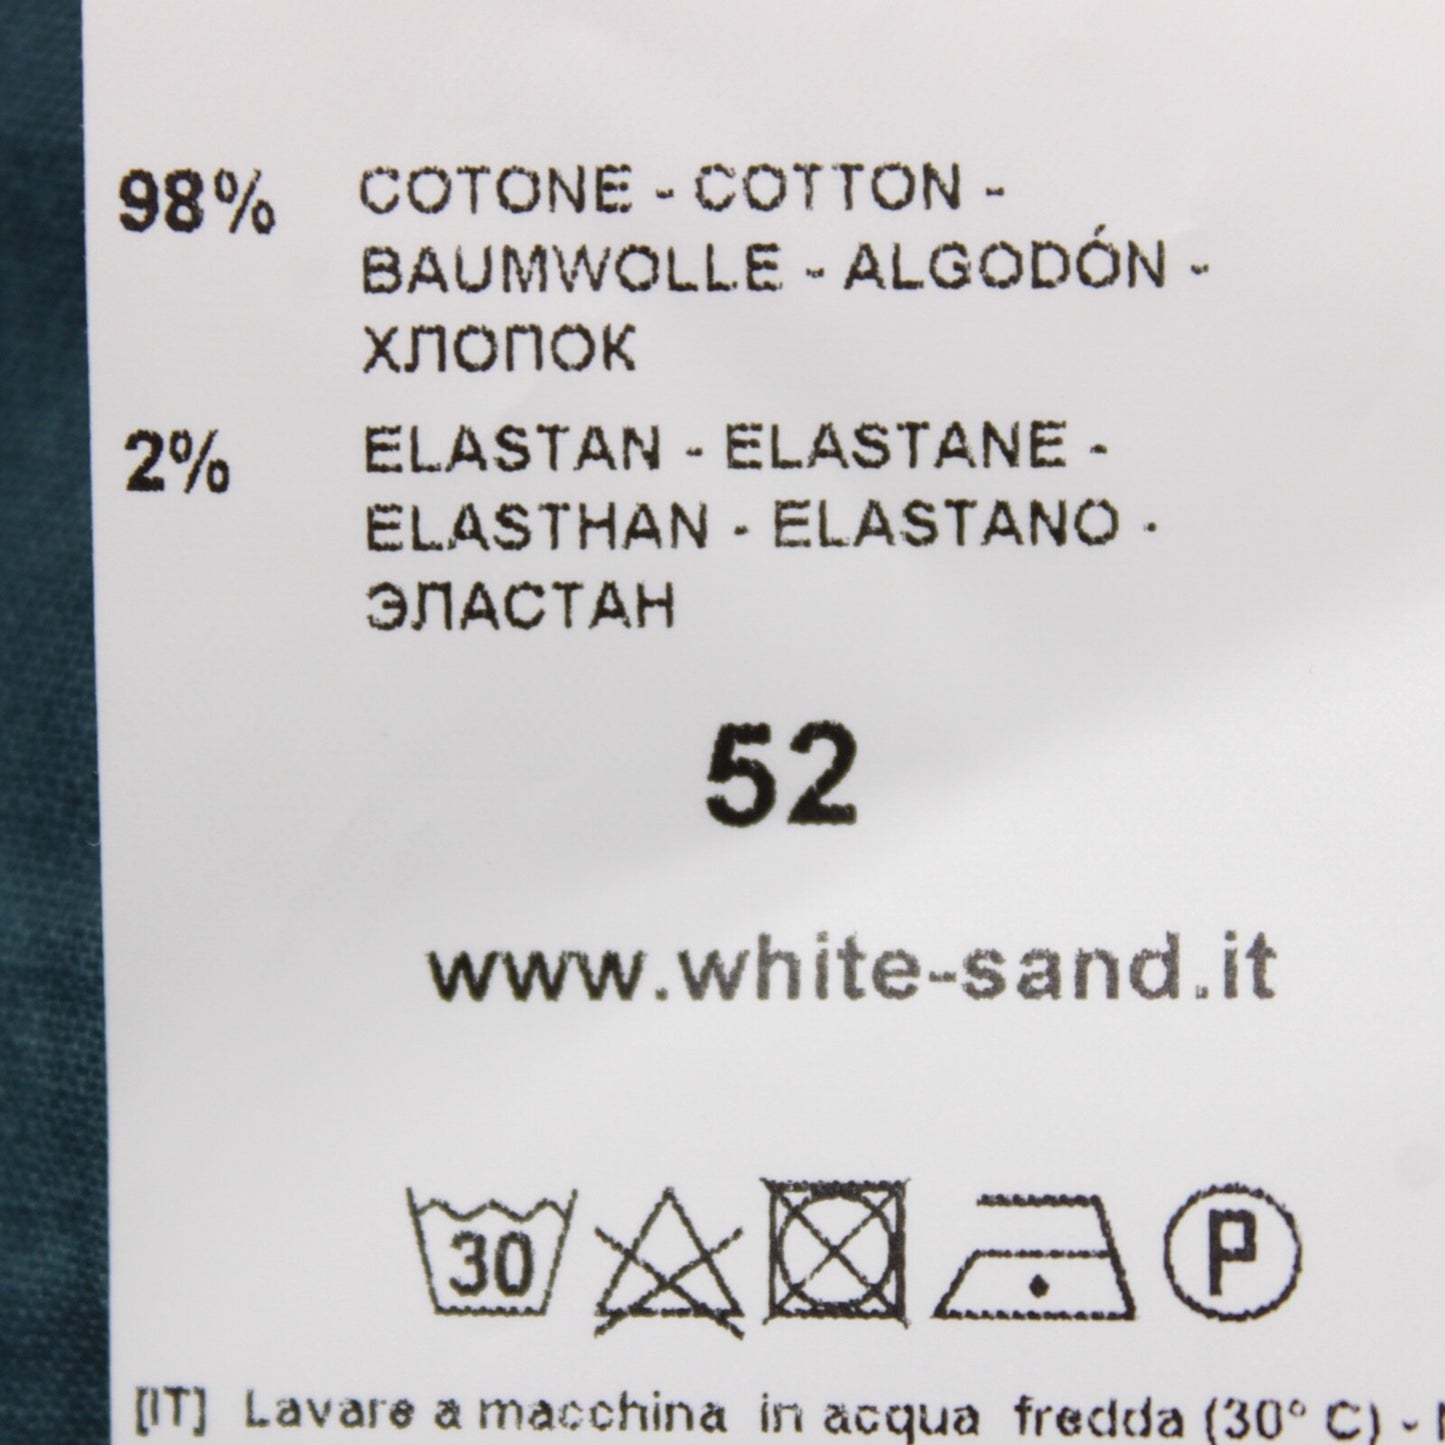 98% COTONE - COTTON -
BAUMWOLLE - ALGODÓN -
ХЛОПОК
2% ELASTAN - ELASTANE -
ELASTHAN - ELASTANO -
ЭЛАСТАН
52
www.white-sand.it
30 P
[IT] Lavare a macchina in acqua fredda (30° C) -